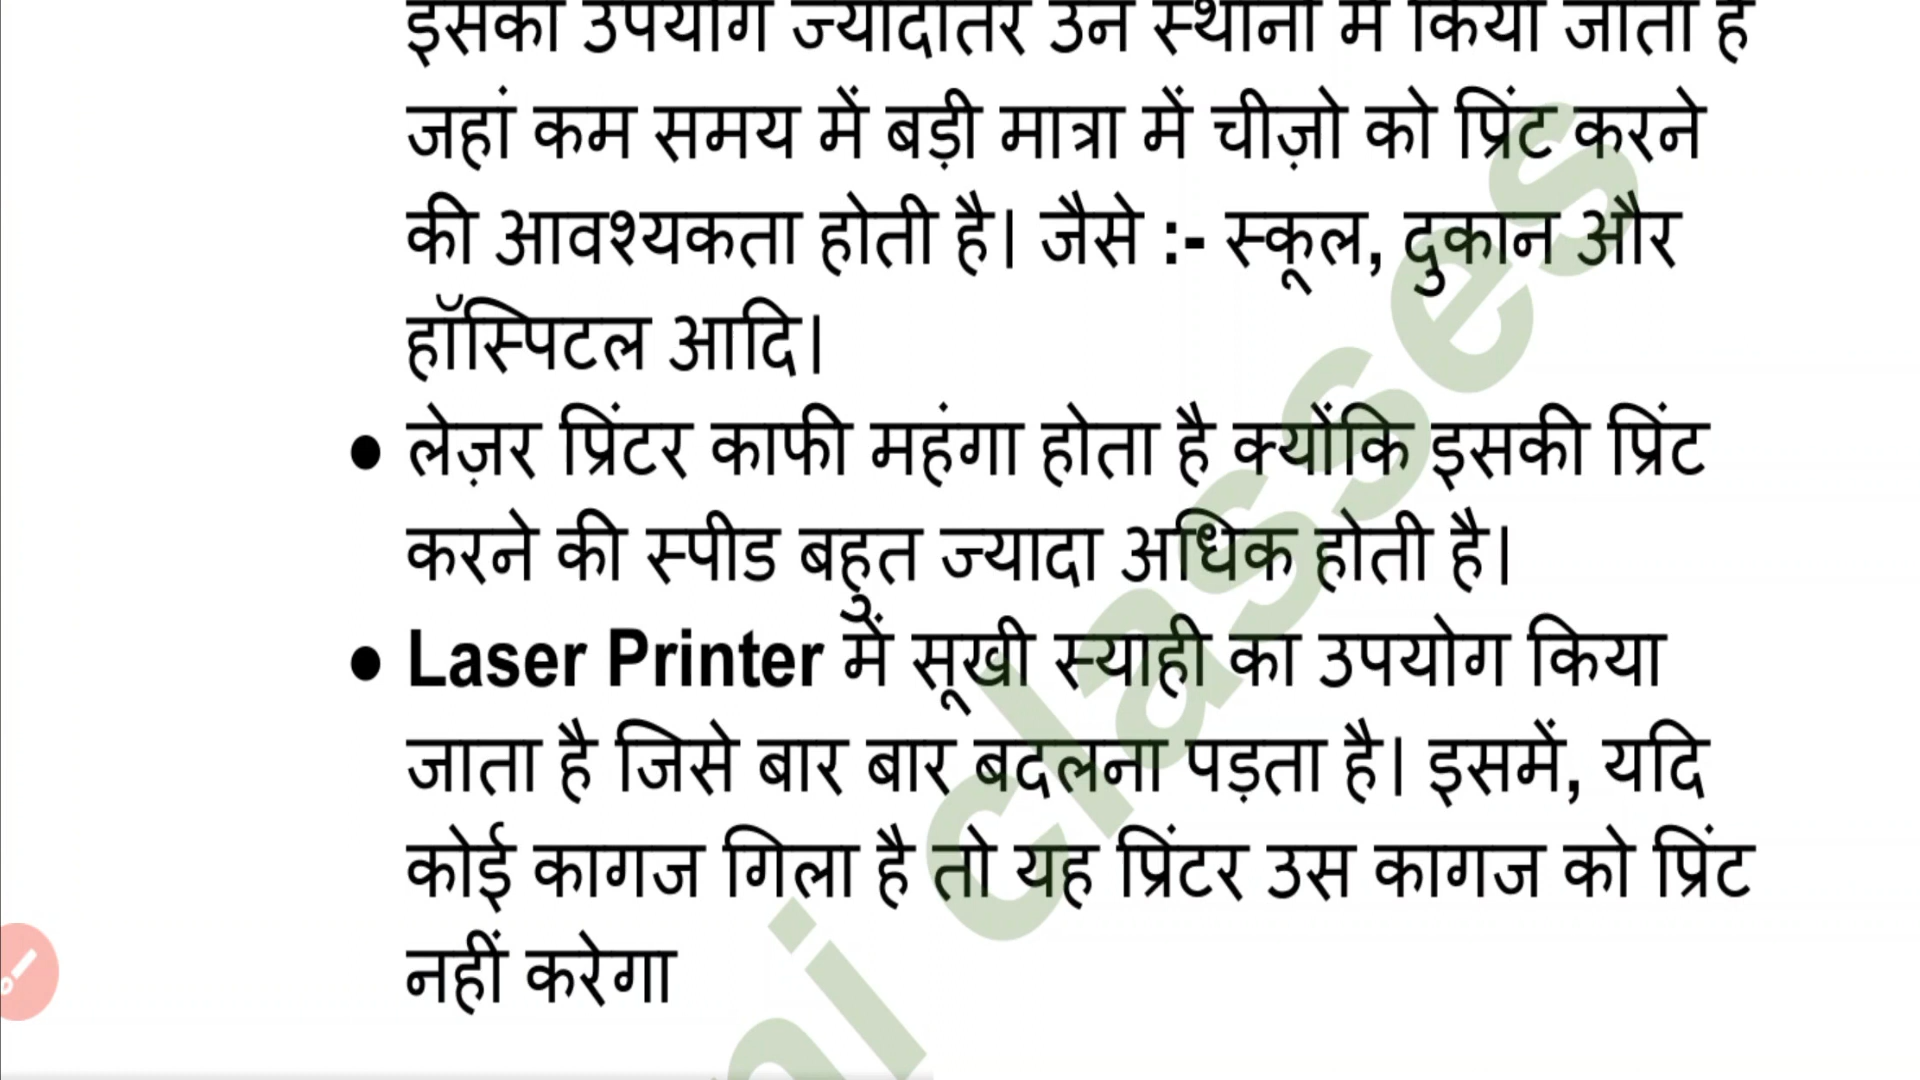 इसका उपयोग ज्यादातर उन स्थानों में किया जाता है
जहां कम समय में बड़ी मात्रा में चीज़ो को प्रिंट करने
की आवश्यकता होती है। जैसे :- स्कूल, दुकान और
हॉस्पिटल आदि।
● लेज़र प्रिंटर काफी महंगा होता है क्योंकि इसकी प्रिंट
करने की स्पीड बहुत ज्यादा अधिक होती है।
● Laser Printer में सूखी स्याही का उपयोग किया
जाता है जिसे बार बार बदलना पड़ता है। इसमें, यदि
कोई कागज गिला है तो यह प्रिंटर उस कागज को प्रिंट
नहीं करेगा
classes